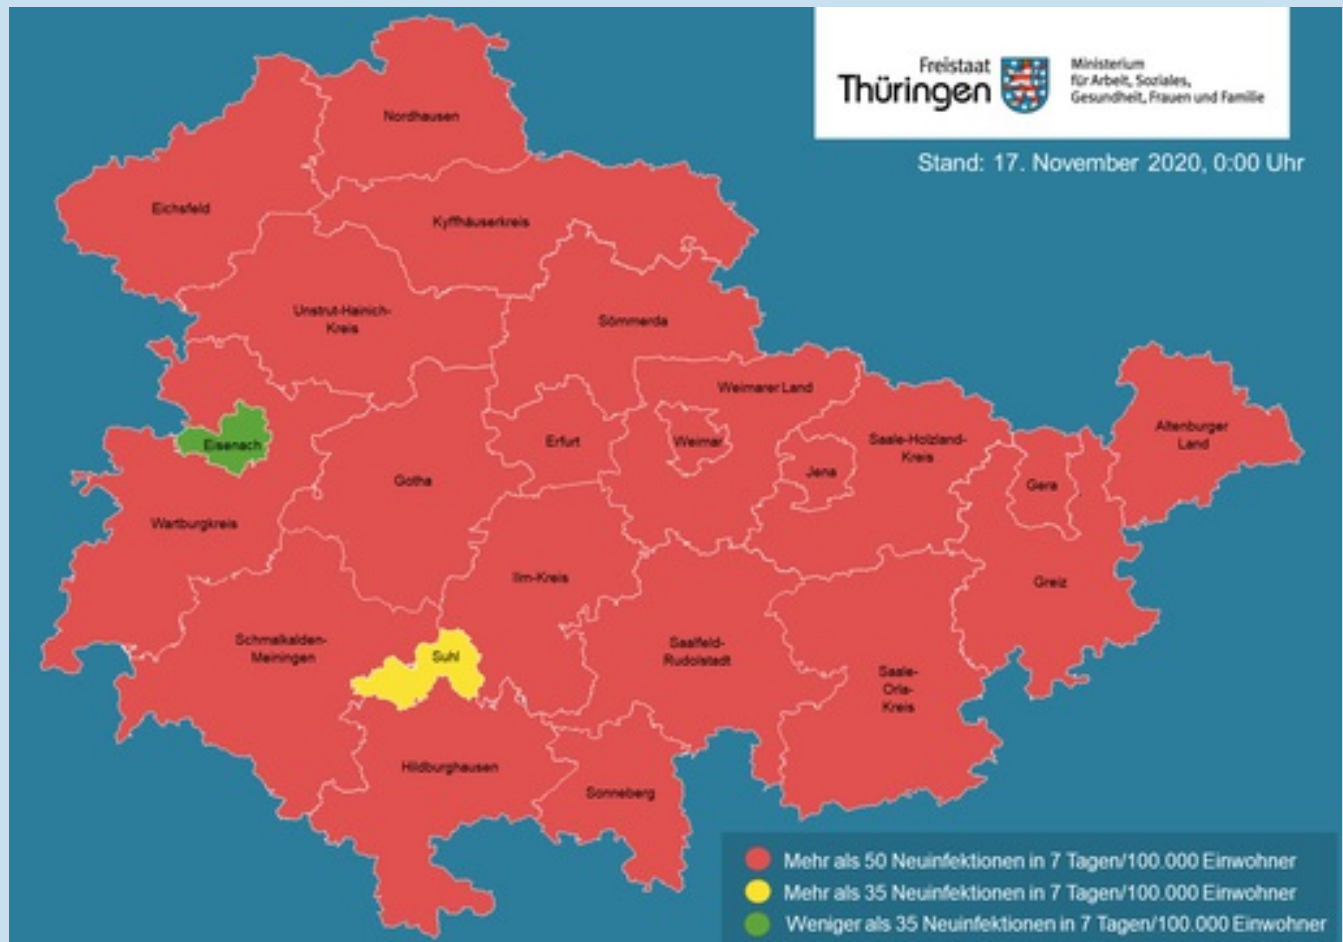 Freistaat
Thüringen
Ministerium
für Arbeit, Soziales,
Gesundheit, Frauen und Familie
Stand: 17. November 2020, 0:00 Uhr
Nordhausen
Eichsfeld
Kyffhäuserkreis
Unstrut-Hainich-
Kreis
Sömmerda
Weimarer Land
Altenburger
Land
Eisenach
Erfurt
Weimar
Saale-Holzland-
Kreis
Jena
Gotha
Gera
Wartburgkreis
Ilm-Kreis
Greiz
Schmalkalden-
Meiningen
Suhl
Saalfeld-
Rudolstadt
Saale-
Orla-
Kreis
Hildburghausen
Sonneberg
Mehr als 50 Neuinfektionen in 7 Tagen/100.000 Einwohner
Mehr als 35 Neuinfektionen in 7 Tagen/100.000 Einwohner
Weniger als 35 Neuinfektionen in 7 Tagen/100.000 Einwohner